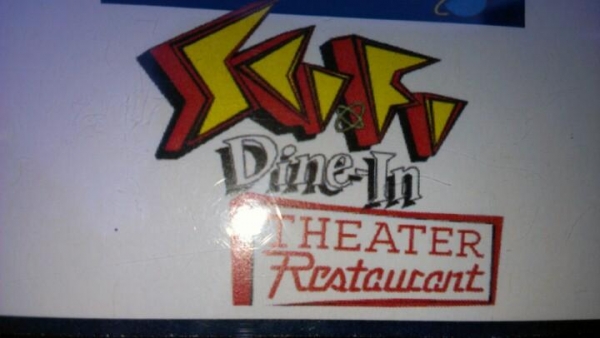 Sci-Fi
Dine-In
THEATER
Restaurant